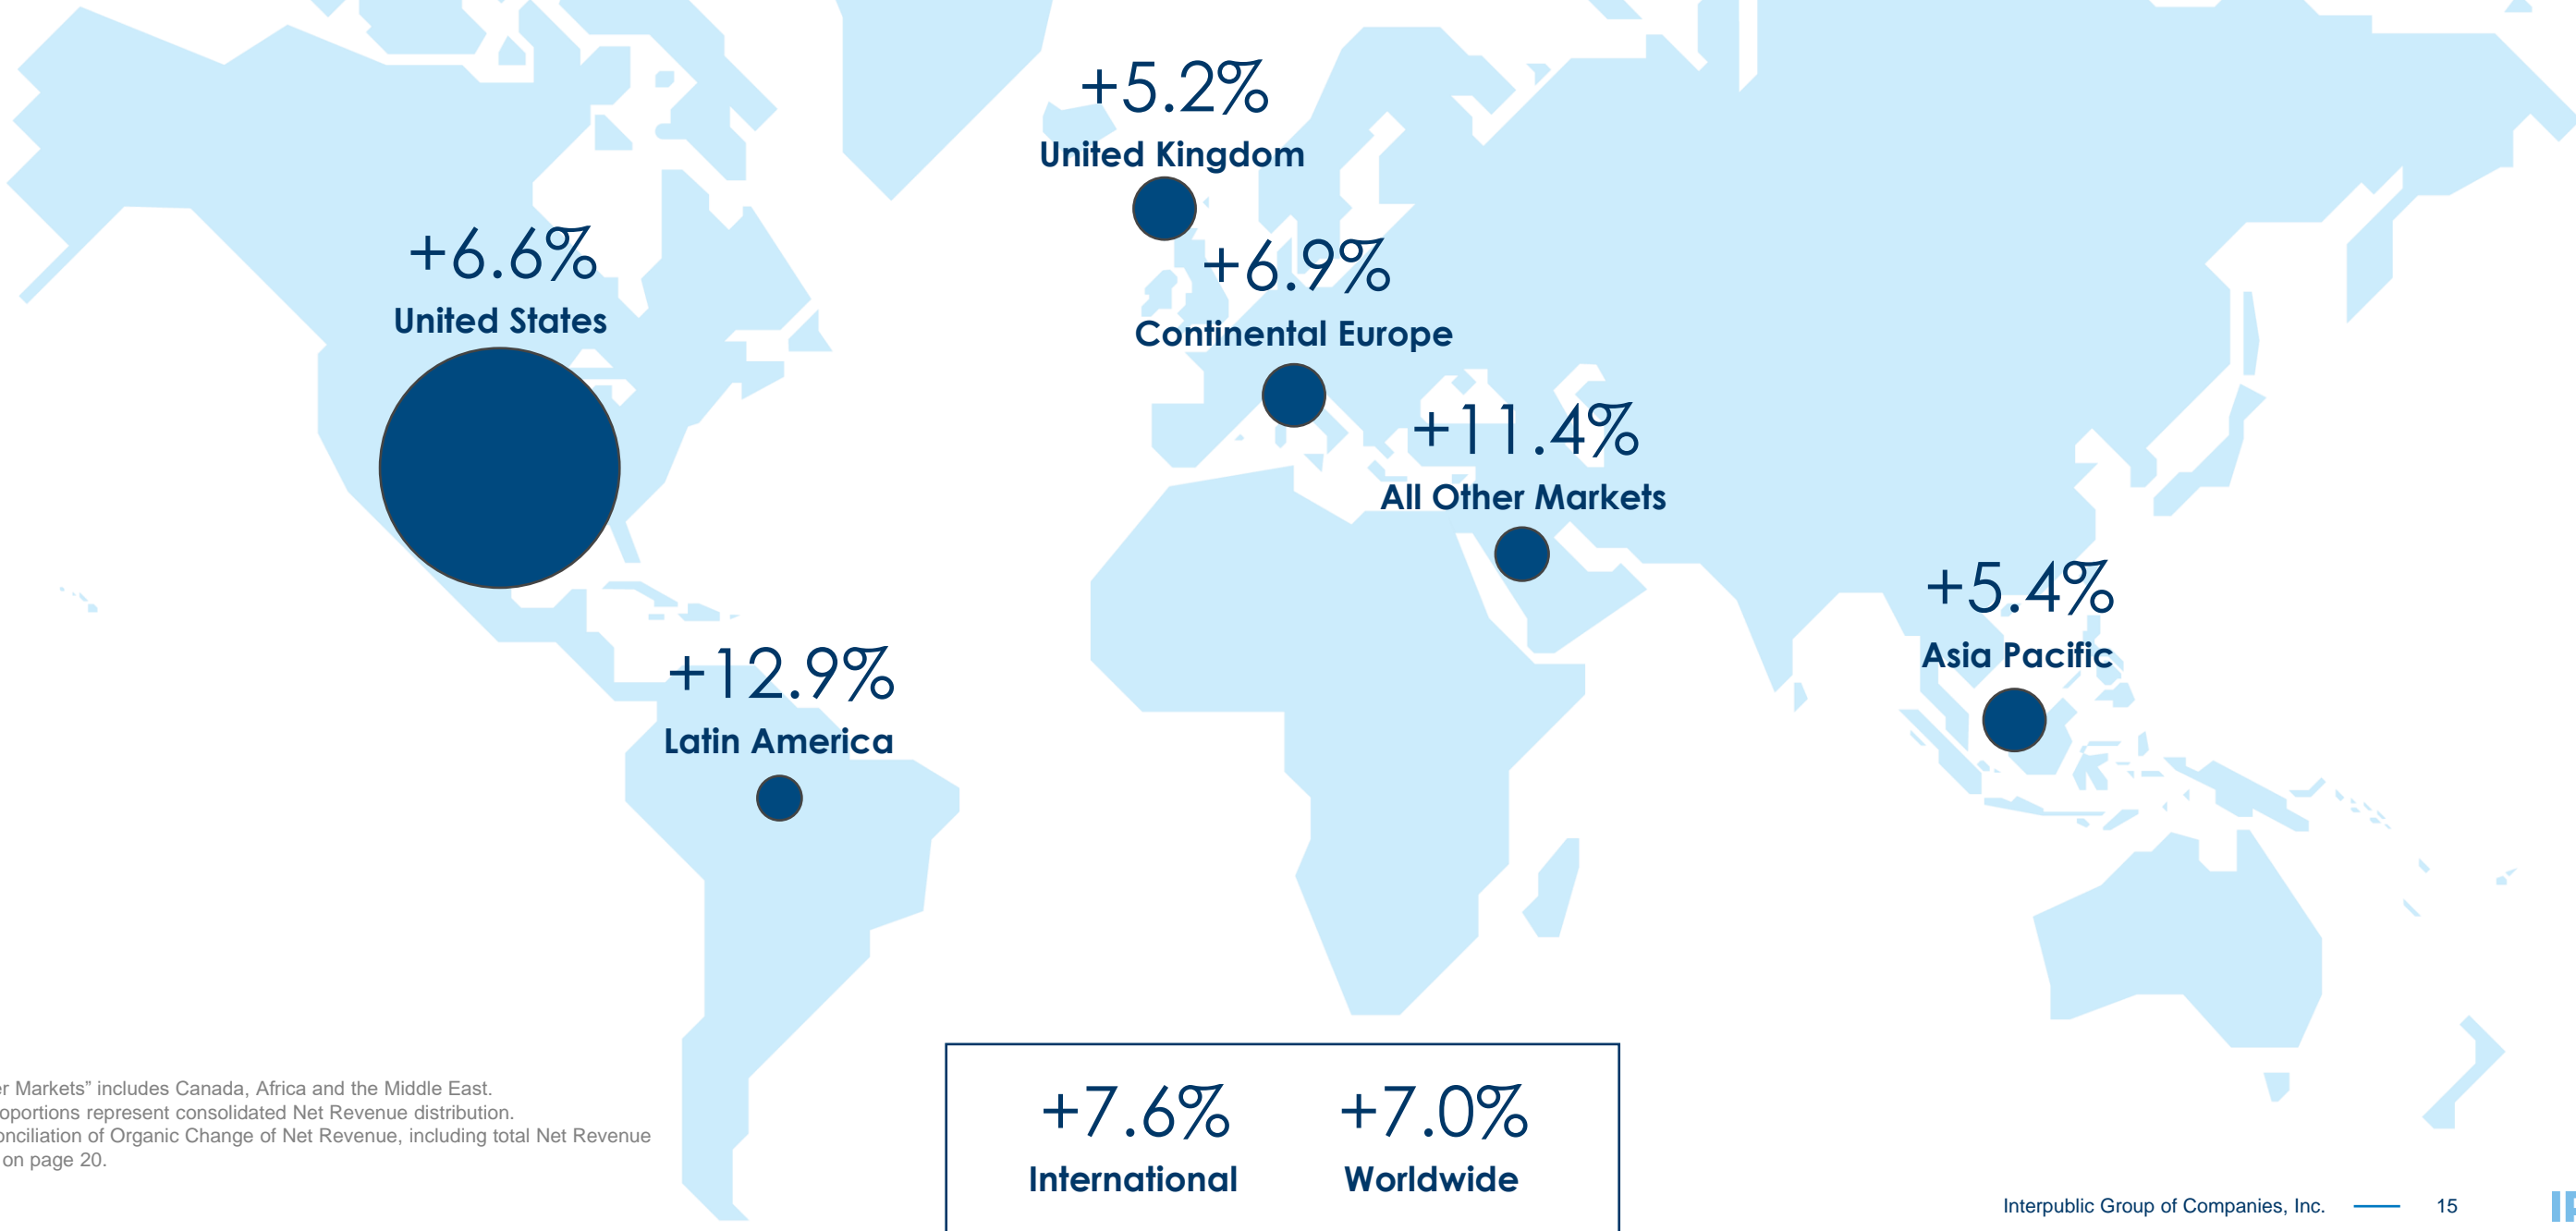 +5.2%
United Kingdom
+6.6%
United States
+6.9%
Continental Europe
+11.4%
All Other Markets
+5.4%
Asia Pacific
+12.9%
Latin America
Markets” includes Canada, Africa and the Middle East.
represent consolidated Net Revenue distribution.
of Organic Change of Net Revenue, including total Net Revenue
on page 20.
+7.6%
International
+7.0%
Worldwide
Interpublic Group of Companies, Inc.
15